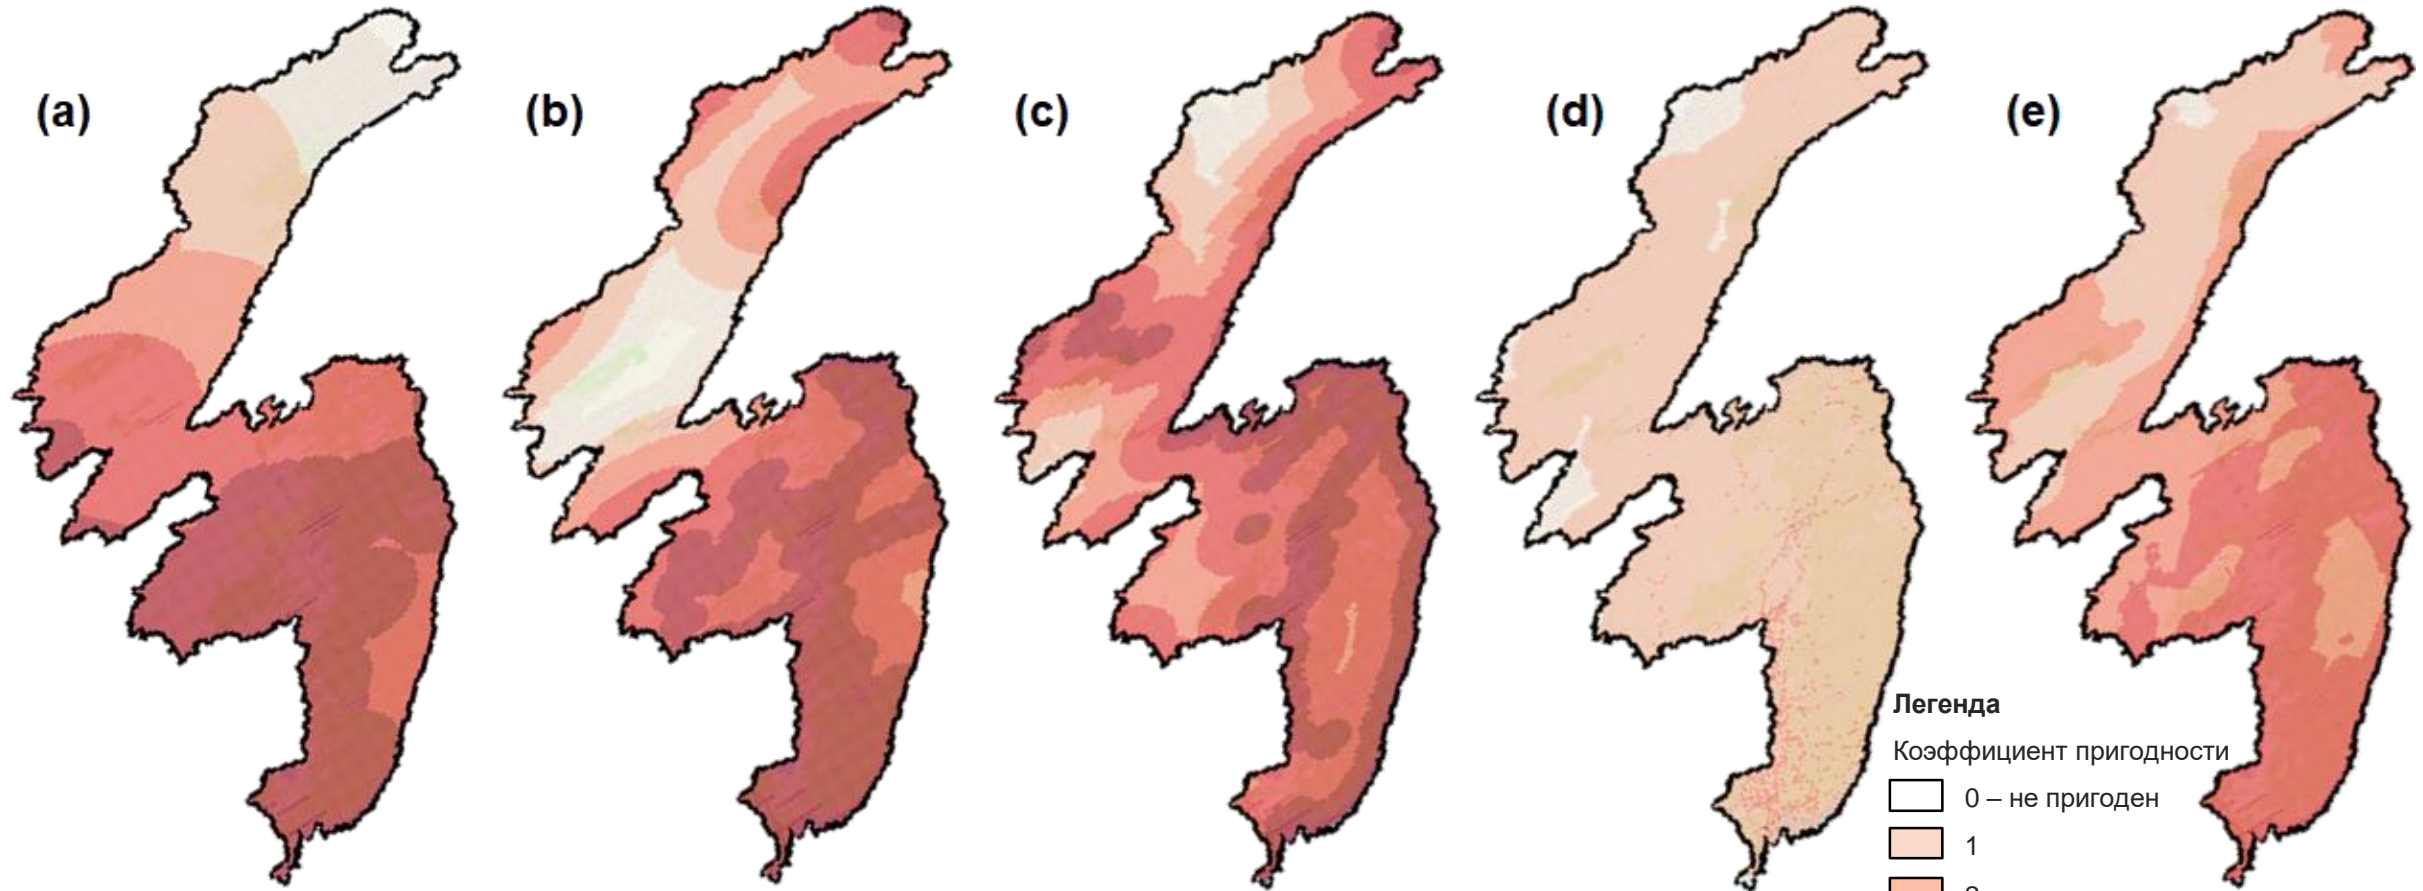 (a) (b) (c) (d) (e)
Легенда
Коэффициент пригодности
0 – не пригоден
1